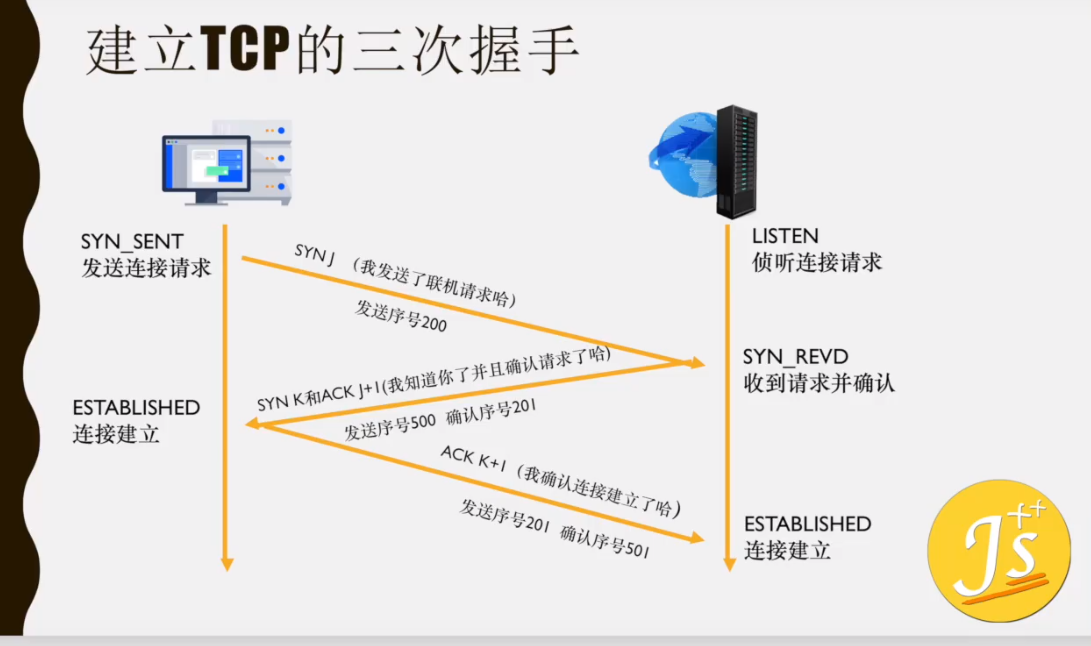 建立TCP的三次握手
SYN_SENT
发送连接请求
LISTEN
侦听连接请求
SYN J （我发送了联机请求哈）
发送序号200
SYN_REVD
收到请求并确认
SYN K和ACK J+1(我知道你了并且确认请求了哈)
发送序号500 确认序号201
ESTABLISHED
连接建立
ACK K+1（我确认连接建立了哈）
发送序号201 确认序号501
ESTABLISHED
连接建立
Js++